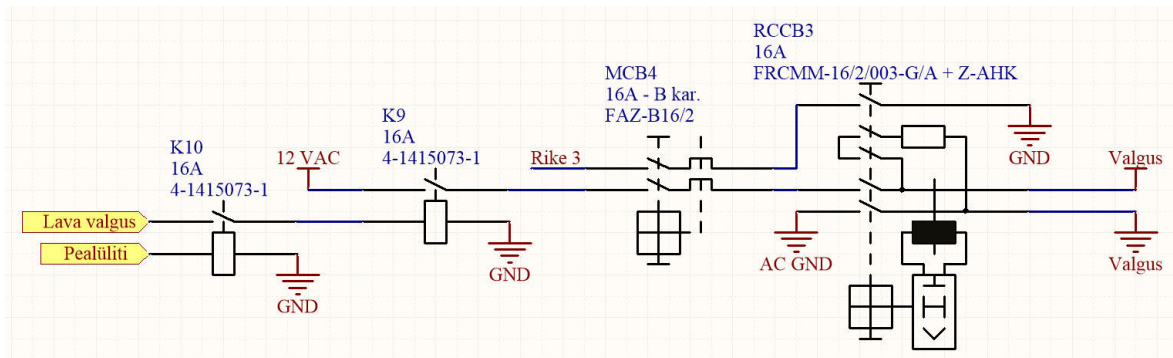 RCCB3
16A
FRCMM-16/2/003-G/A + Z-AHK
MCB4
16A - B kar.
FAZ-B16/2
K9
16A
4-1415073-1
K10
16A
4-1415073-1
12 VAC
Rike 3
GND
Valgus
Lava valgus
Pealüliti
GND
GND
AC GND
Valgus